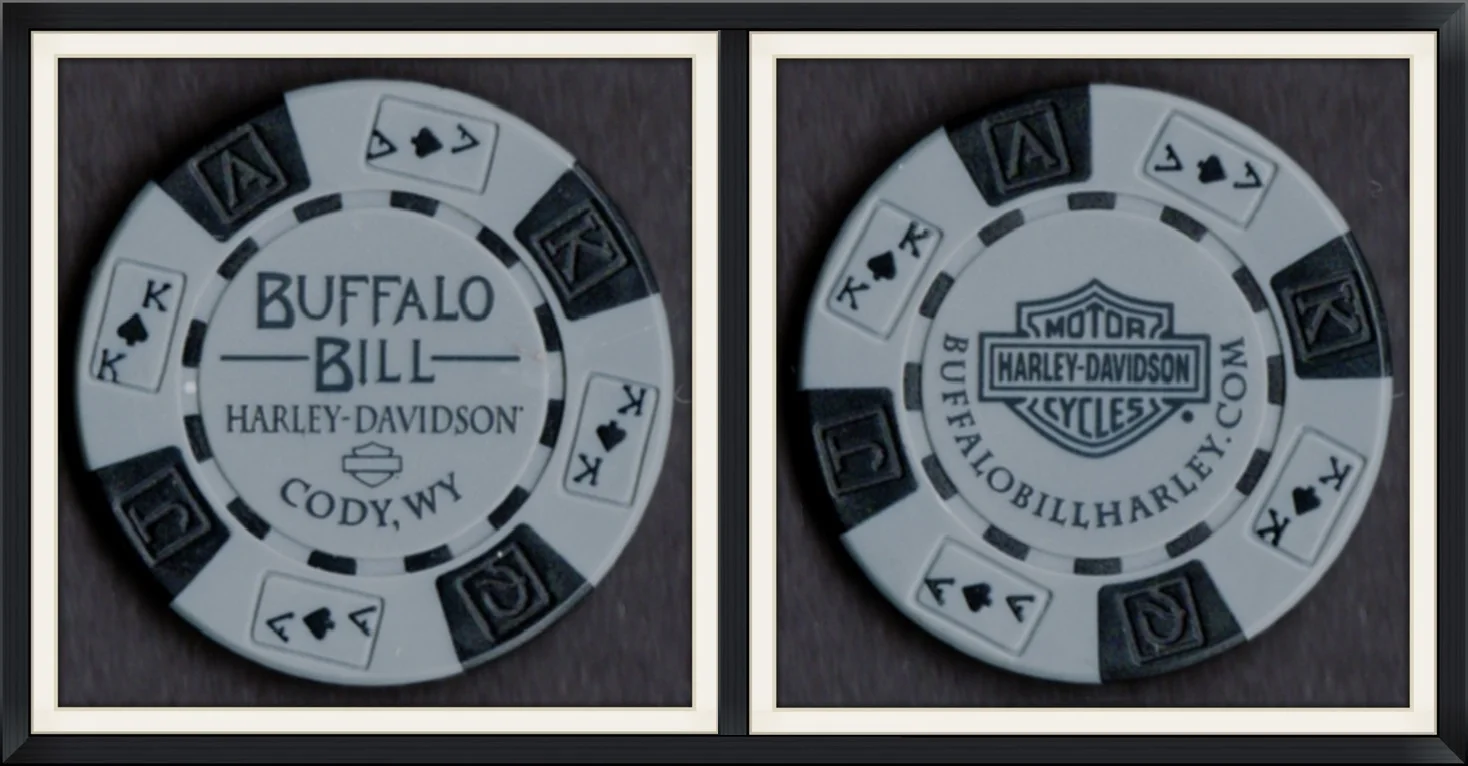 A
A A
K
K K
BUFFALO
BILL
HARLEY-DAVIDSON
CODY, WY
K K
J
Q
A A
A
A A
K
K K
MOTOR
HARLEY-DAVIDSON
CYCLES
BUFFALOBILLHARLEY.COM
K K
J
Q
A A